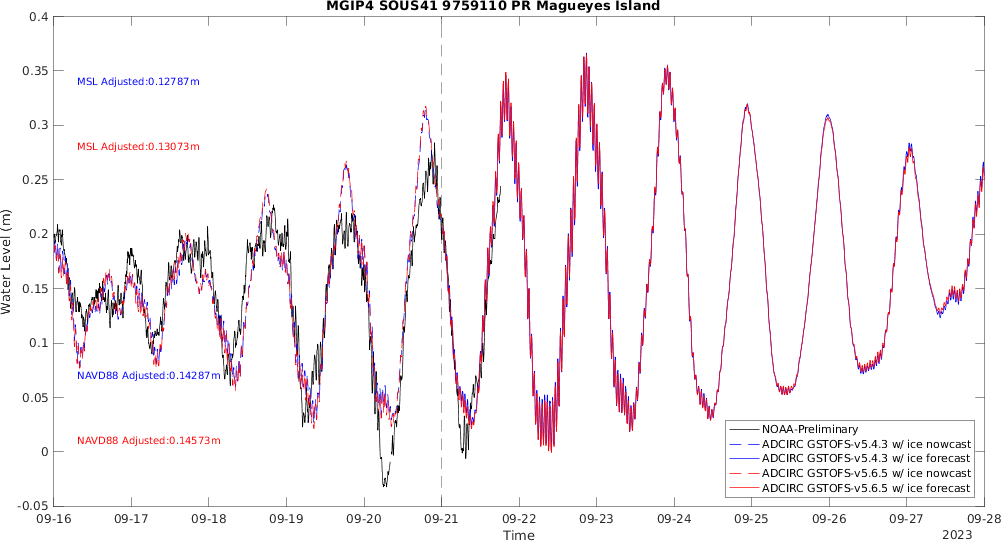 MGIP4 SOUS41 9759110 PR Magueyes Island
0.4
0.35
0.3
0.25
0.2
0.15
0.1
0.05
0
-0.05
Water Level (m)
MSL Adjusted:0.12787m
MSL Adjusted:0.13073m
NAVD88 Adjusted:0.14287m
NAVD88 Adjusted:0.14573m
NOAA-Preliminary
ADCIRC GSTOFS-v5.4.3 w/ ice nowcast
ADCIRC GSTOFS-v5.4.3 w/ ice forecast
ADCIRC GSTOFS-v5.6.5 w/ ice nowcast
ADCIRC GSTOFS-v5.6.5 w/ ice forecast
09-16 09-17 09-18 09-19 09-20 09-21 09-22 09-23 09-24 09-25 09-26 09-27 09-28
Time
2023